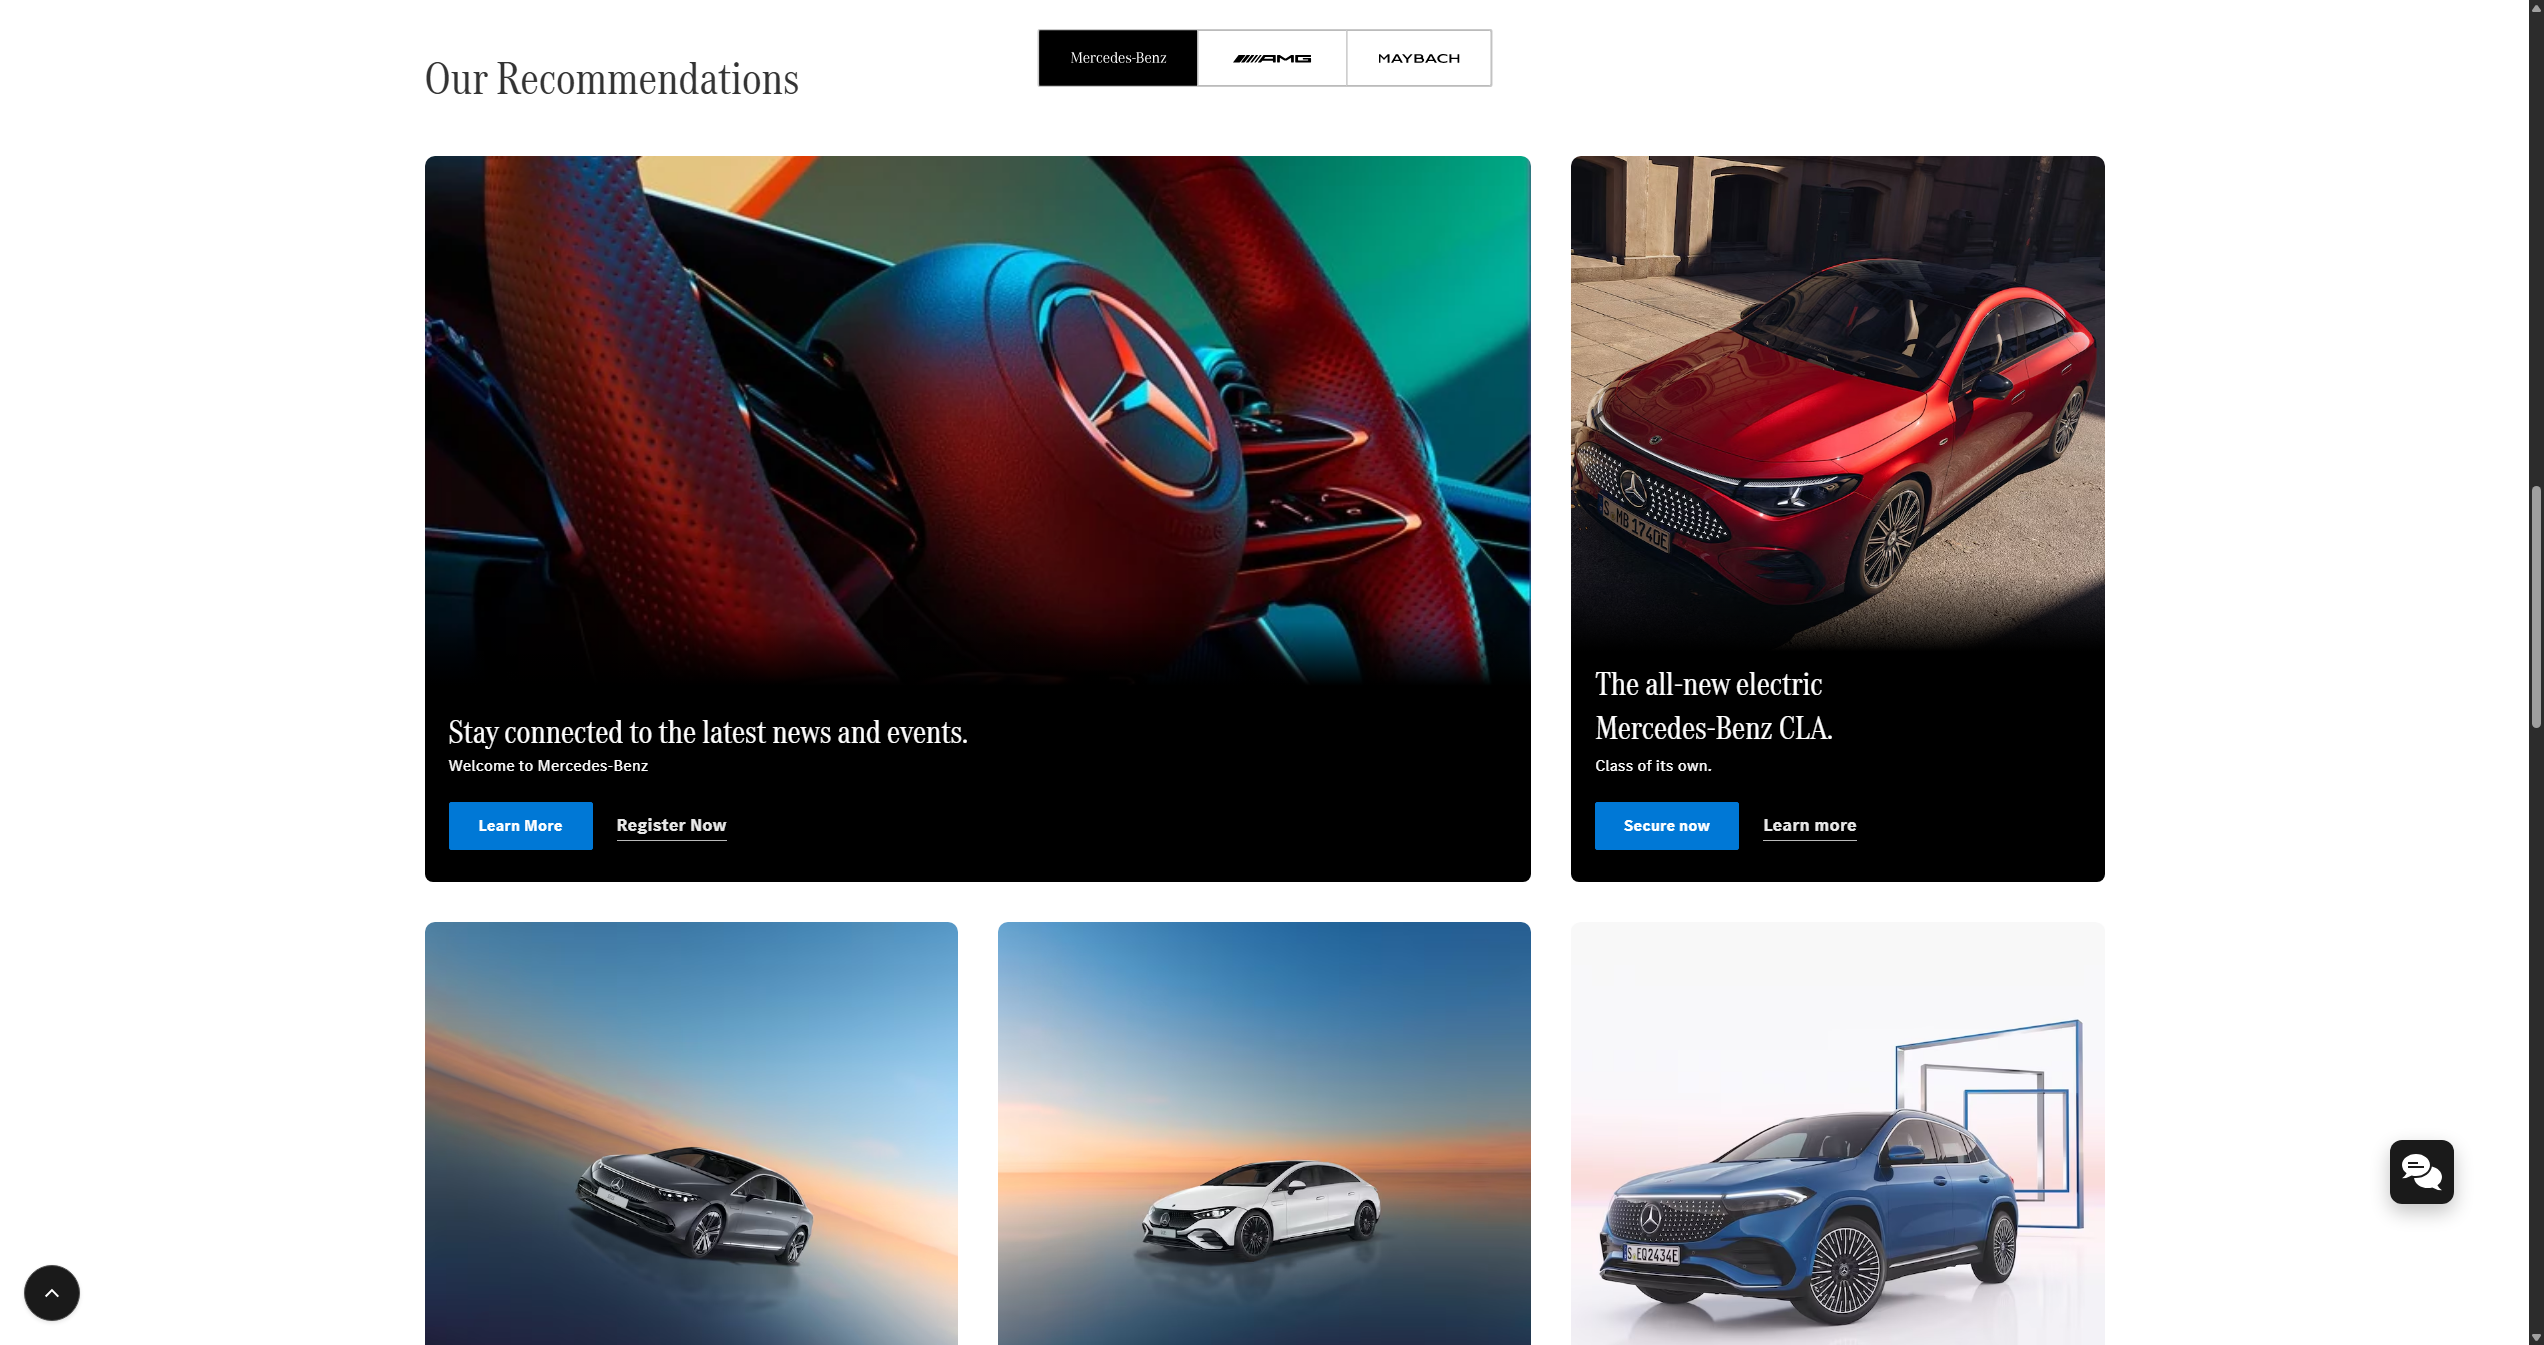 Our Recommendations
Mercedes-Benz
AMG
MAYBACH
S MB 1740E
Stay connected to the latest news and events.
Welcome to Mercedes-Benz
Learn More
Register Now
The all-new electric
Mercedes-Benz CLA.
Class of its own.
Secure now
Learn more
S EQ2434E